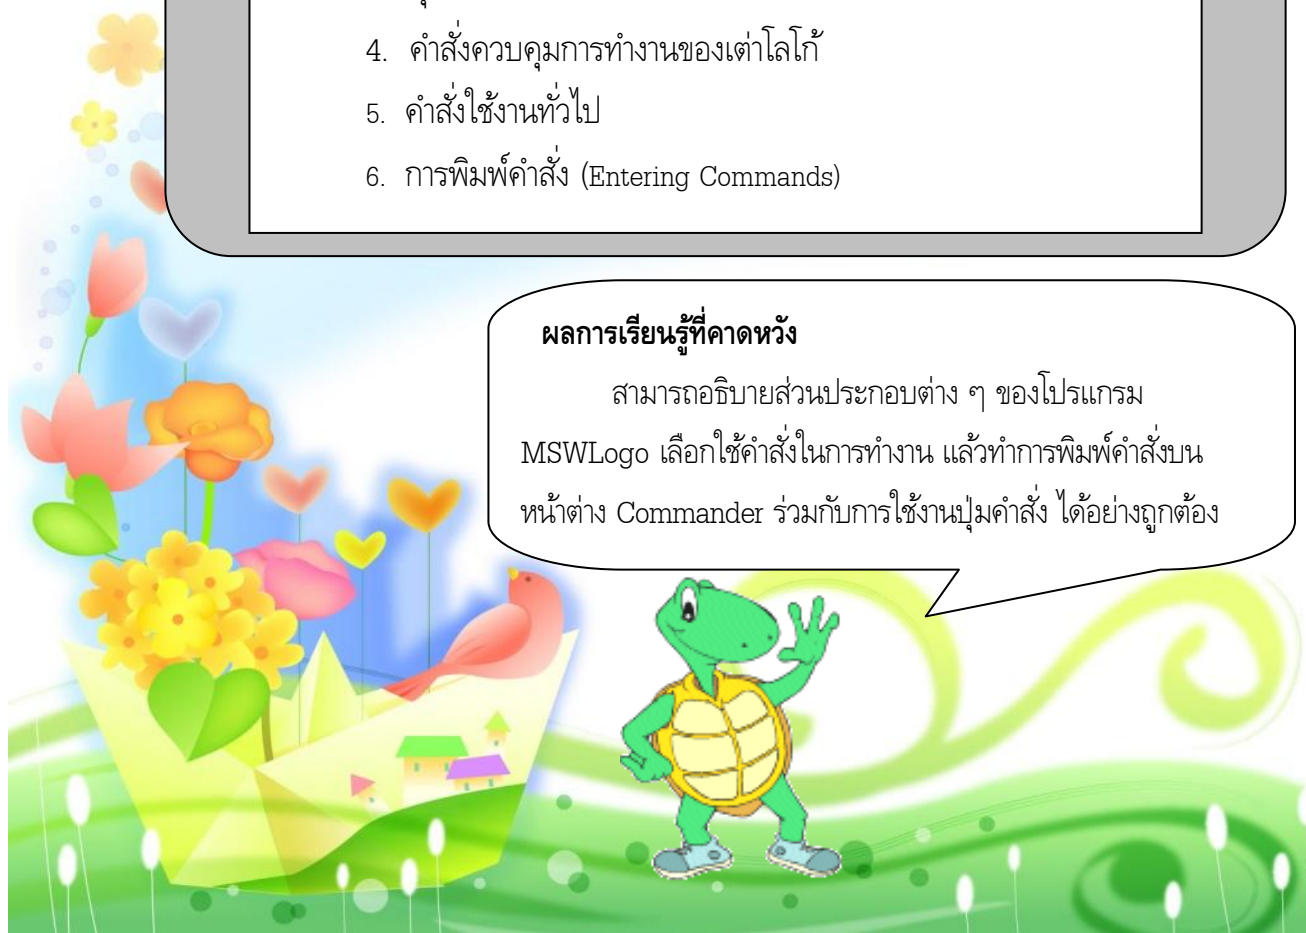 4. คำสั่งควบคุมการทำงานของเต่าโลโก้
5. คำสั่งใช้งานทั่วไป
6. การพิมพ์คำสั่ง (Entering Commands)
ผลการเรียนรู้ที่คาดหวัง
สามารถอธิบายส่วนประกอบต่าง ๆ ของโปรแกรม
MSWLogo เลือกใช้คำสั่งในการทำงาน แล้วทำการพิมพ์คำสั่งบน
หน้าต่าง Commander ร่วมกับการใช้งานปุ่มคำสั่ง ได้อย่างถูกต้อง